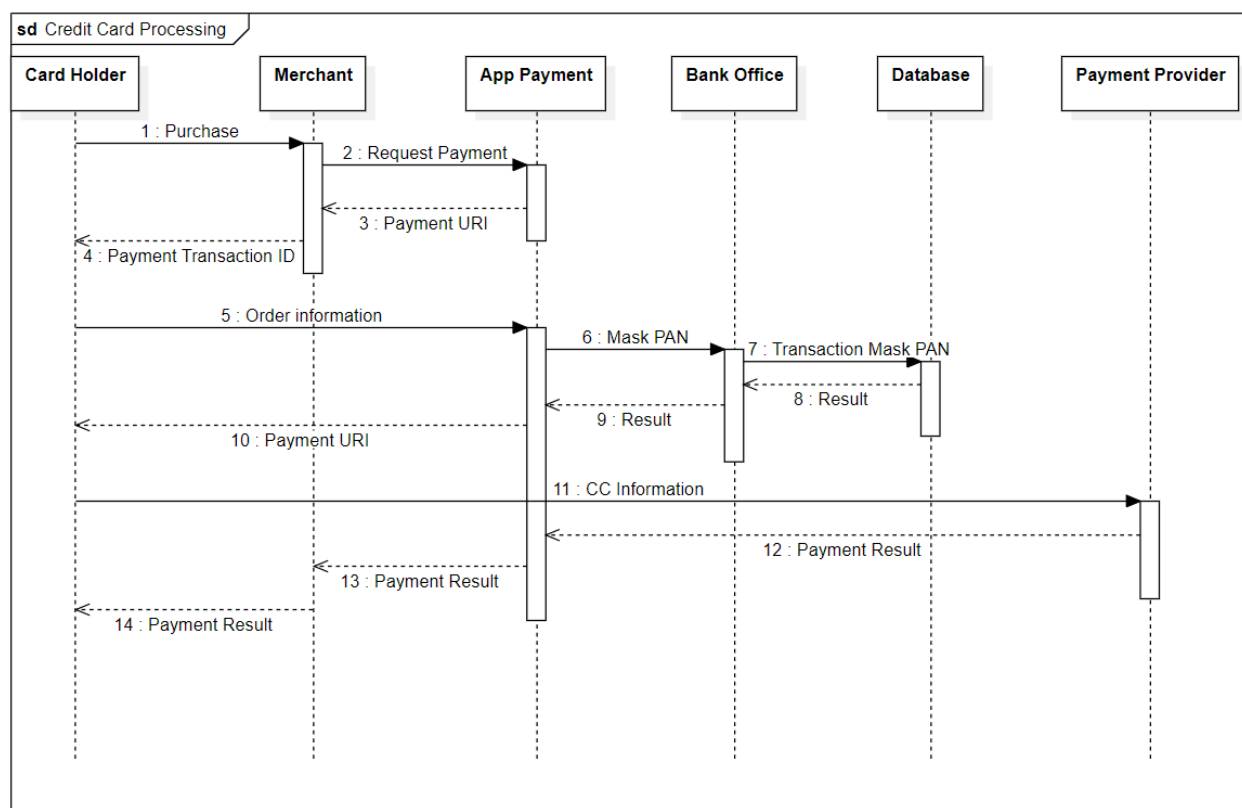 sd Credit Card Processing
Card Holder
Merchant
App Payment
Bank Office
Database
Payment Provider
1 : Purchase
2 : Request Payment
3 : Payment URI
4 : Payment Transaction ID
5 : Order information
6 : Mask PAN
7 : Transaction Mask PAN
8 : Result
9 : Result
10 : Payment URI
11 : CC Information
12 : Payment Result
13 : Payment Result
14 : Payment Result